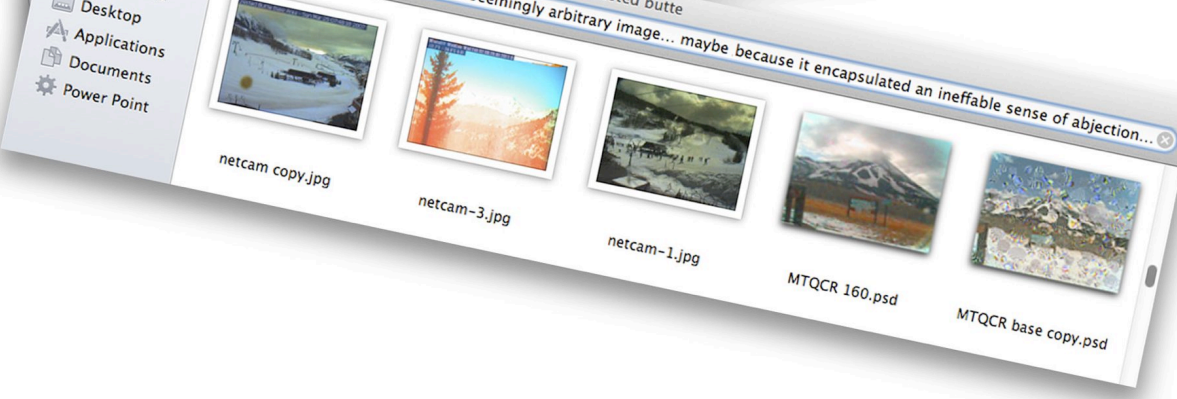 butte
arbitrary image... maybe because it encapsulated an ineffable sense of abjection...
Desktop
Applications
Documents
Power Point
netcam copy.jpg
netcam-3.jpg
netcam-1.jpg
MTQCR 160.psd
MTQCR base copy.psd